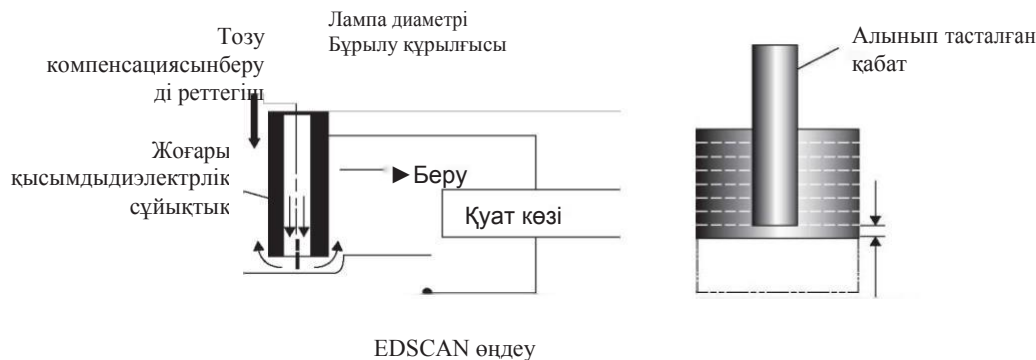 Лампа диаметрі
Бұрылу құрылғысы
Тозу
компенсациясынберу
ді реттегіш
Жоғары
қысымдыдиэлектрлік
сұйықтық
Беру
Қуат көзі
Алынып тасталған
қабат
EDSCAN өңдеу